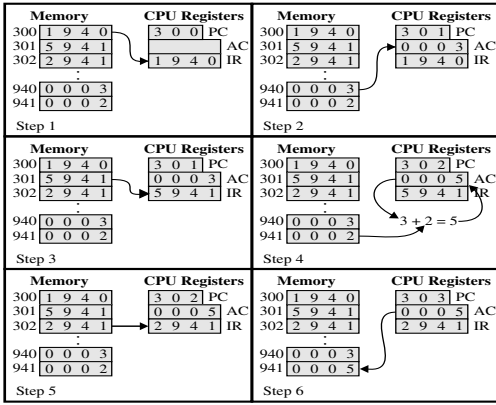 Memory CPU Registers
300 1 9 4 0 3 0 0 PC
301 5 9 4 1 AC
302 2 9 4 1 1 9 4 0 IR
940 0 0 0 3
941 0 0 0 2
Step 1
Memory CPU Registers
300 1 9 4 0 3 0 1 PC
301 5 9 4 1 0 0 0 3 AC
302 2 9 4 1 1 9 4 0 IR
940 0 0 0 3
941 0 0 0 2
Step 2
Memory CPU Registers
300 1 9 4 0 3 0 1 PC
301 5 9 4 1 0 0 0 3 AC
302 2 9 4 1 5 9 4 1 IR
940 0 0 0 3
941 0 0 0 2
Step 3
Memory CPU Registers
300 1 9 4 0 3 0 2 PC
301 5 9 4 1 0 0 0 5 AC
302 2 9 4 1 5 9 4 1 IR
940 0 0 0 3 3 + 2 = 5
941 0 0 0 2
Step 4
Memory CPU Registers
300 1 9 4 0 3 0 2 PC
301 5 9 4 1 0 0 0 5 AC
302 2 9 4 1 2 9 4 1 IR
940 0 0 0 3
941 0 0 0 2
Step 5
Memory CPU Registers
300 1 9 4 0 3 0 3 PC
301 5 9 4 1 0 0 0 5 AC
302 2 9 4 1 2 9 4 1 IR
940 0 0 0 3
941 0 0 0 5
Step 6